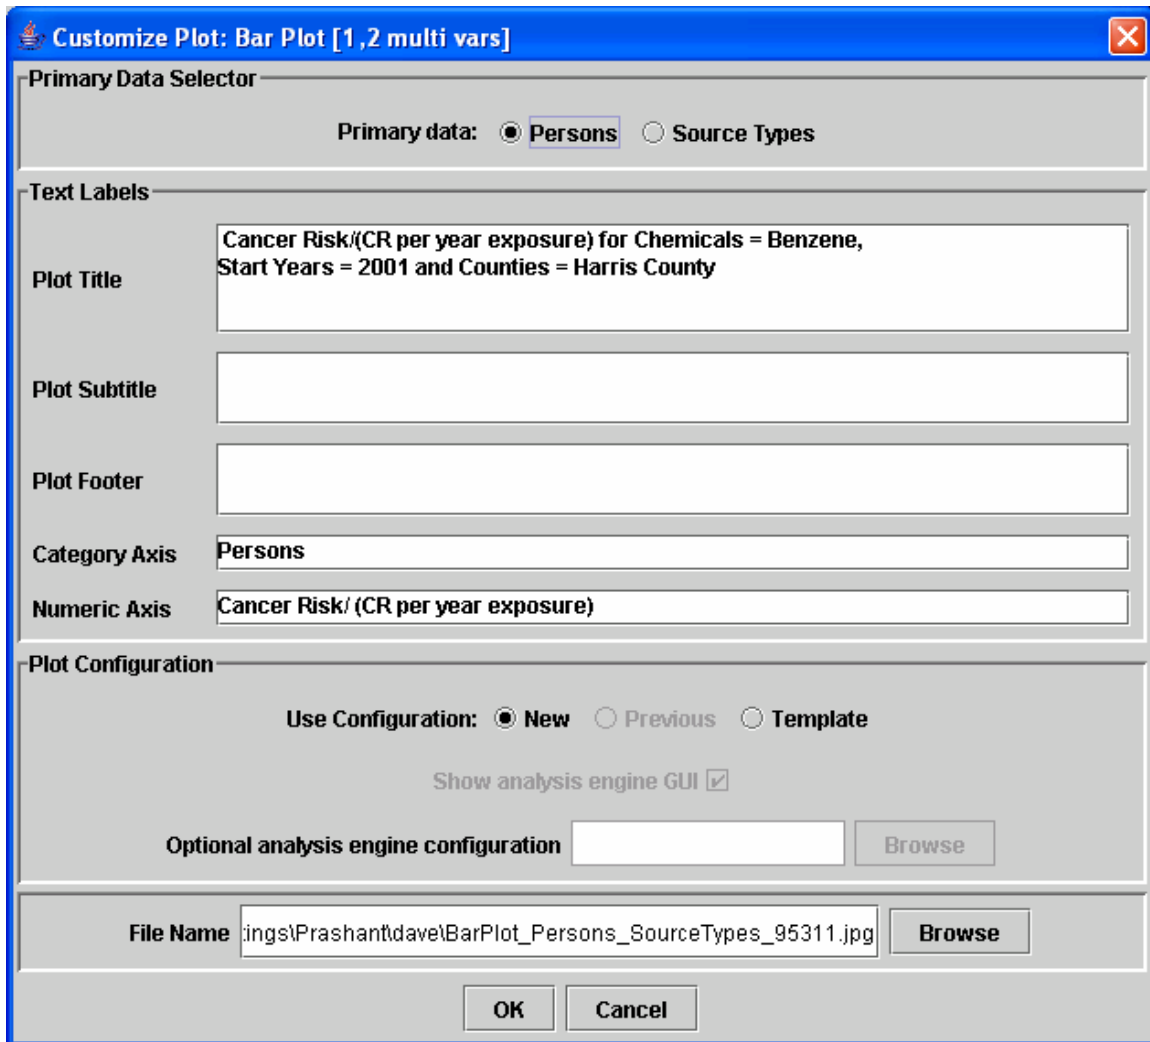 Customize Plot: Bar Plot [1 ,2 multi vars]
Primary Data Selector
Primary data: Persons Source Types
Text Labels
Plot Title
Cancer Risk/(CR per year exposure) for Chemicals = Benzene,
Start Years = 2001 and Counties = Harris County
Plot Subtitle
Plot Footer
Category Axis Persons
Numeric Axis Cancer Risk/ (CR per year exposure)
Plot Configuration
Use Configuration: New Previous Template
Show analysis engine GUI
Optional analysis engine configuration Browse
File Name :ings\Prashant\dave\BarPlot_Persons_SourceTypes_95311.jpg Browse
OK Cancel